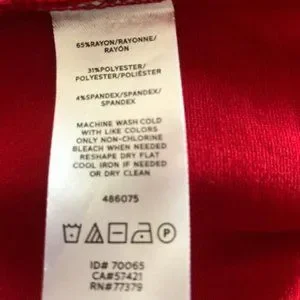 65%RAYON/RAYONNE/
RAYÓN
31%POLYESTER/
POLYESTER/POLIÉSTER
4%SPANDEX/SPANDEX/
SPANDEX
MACHINE WASH COLD
WITH LIKE COLORS
ONLY NON-CHLORINE
BLEACH WHEN NEEDED
RESHAPE DRY FLAT
COOL IRON IF NEEDED
OR DRY CLEAN
486075
P
ID# 70065
CA#57421
RN#77379